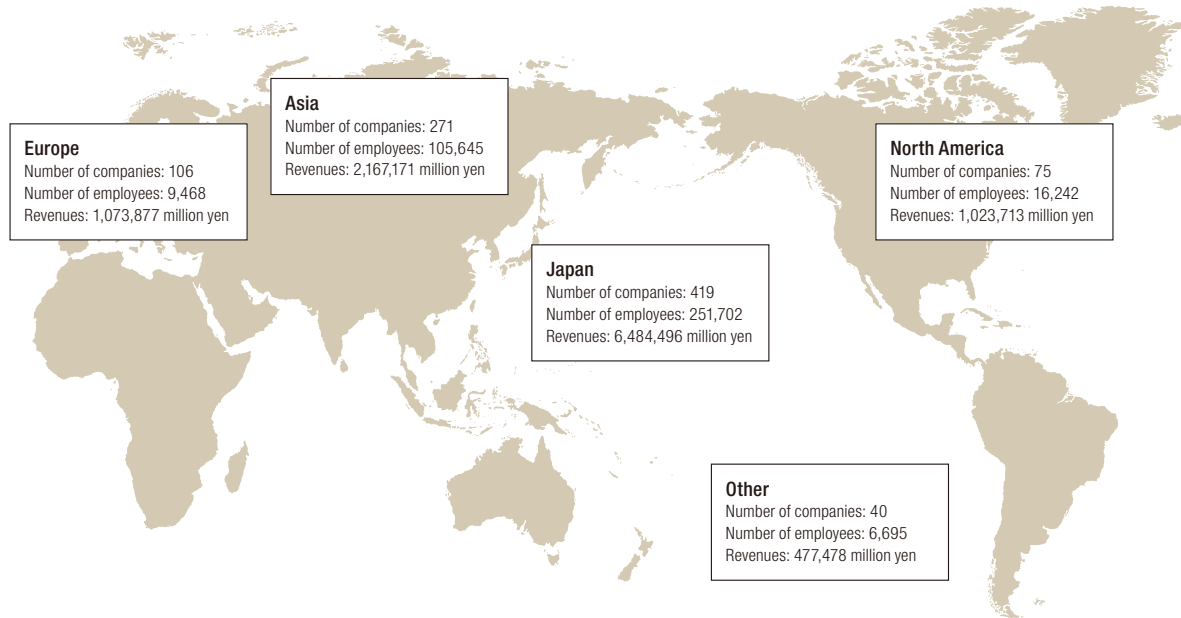 Asia
Number of companies: 271
Number of employees: 105,645
Revenues: 2,167,171 million yen
Europe
Number of companies: 106
Number of employees: 9,468
Revenues: 1,073,877 million yen
North America
Number of companies: 75
Number of employees: 16,242
Revenues: 1,023,713 million yen
Japan
Number of companies: 419
Number of employees: 251,702
Revenues: 6,484,496 million yen
Other
Number of companies: 40
Number of employees: 6,695
Revenues: 477,478 million yen